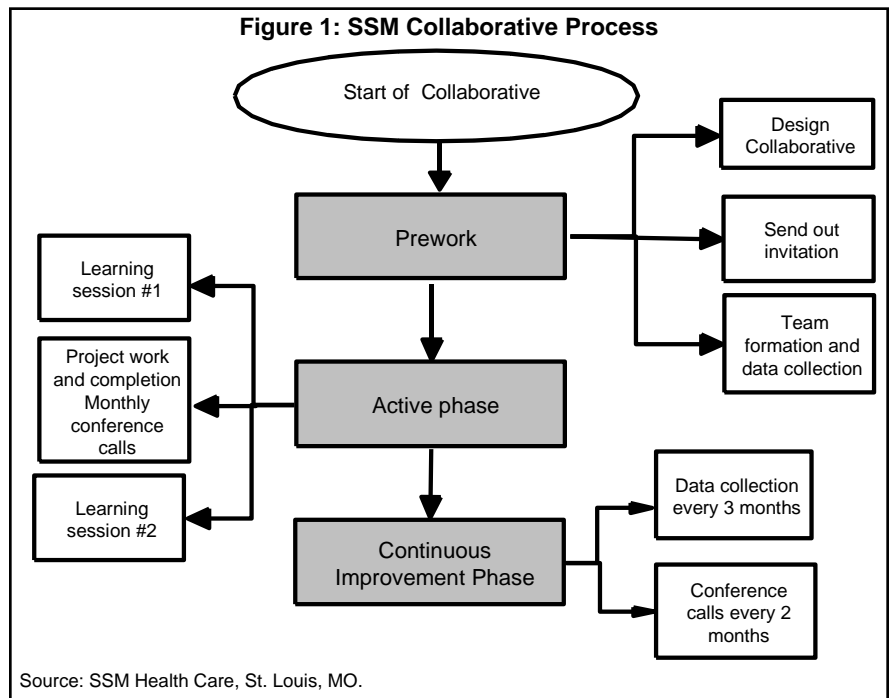 Figure 1: SSM Collaborative Process
Start of Collaborative
Prework
Design
Collaborative
Send out
invitation
Team
formation and
data collection
Active phase
Learning
session #1
Project work
and completion
Monthly
conference
calls
Learning
session #2
Continuous
Improvement Phase
Data collection
every 3 months
Conference
calls every 2
months
Source: SSM Health Care, St. Louis, MO.